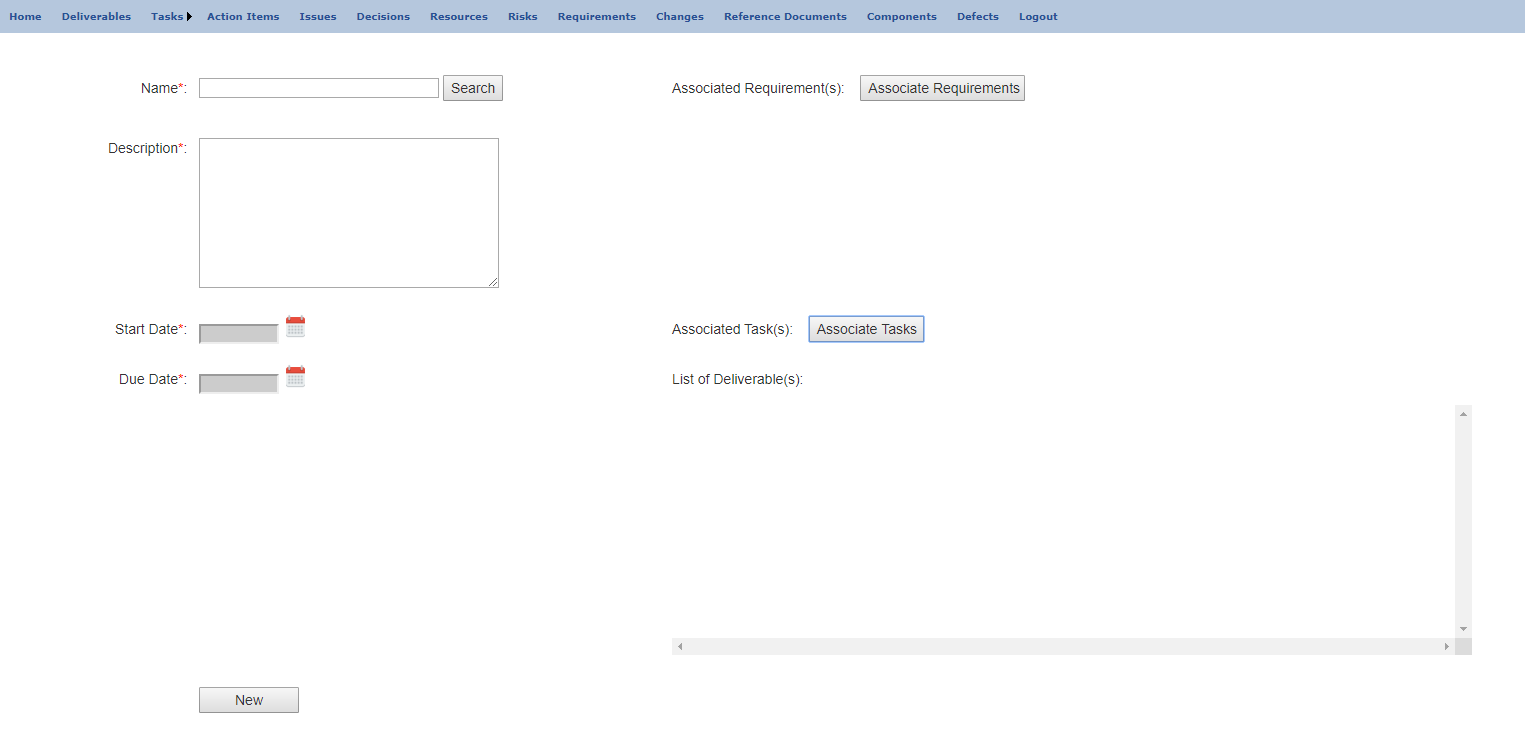 Home Deliverables Tasks Action Items Issues Decisions Resources Risks Requirements Changes Reference Documents Components Defects Logout
Name*: Search Associated Requirement(s): Associate Requirements
Description*:
Start Date*: Associated Task(s): Associate Tasks
Due Date*: List of Deliverable(s):
New